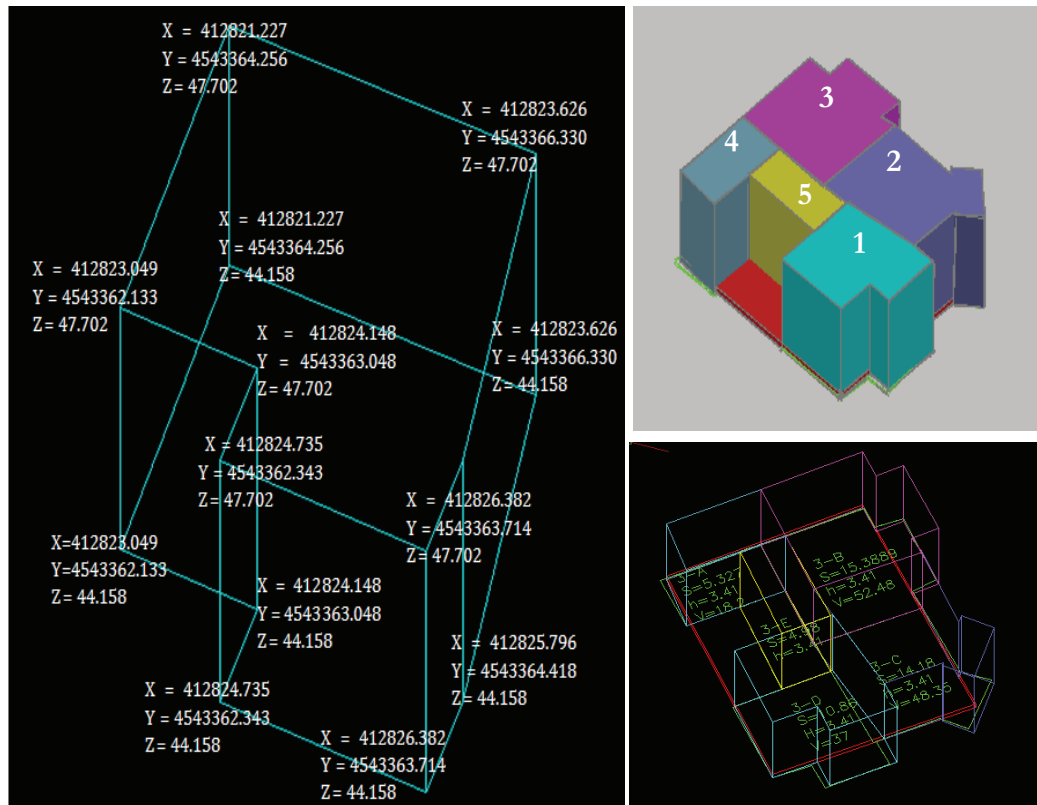 X = 412821.227
Y = 4543364.256
Z= 47.702
X = 412823.626
Y = 4543366.330
Z= 47.702
X = 412821.227
Y = 4543364.256
Z= 44.158
X = 412823.049
Y = 4543362.133
Z= 47.702
X = 412824.148
Y = 4543363.048
Z= 47.702
X = 412823.626
Y = 4543366.330
Z= 44.158
X = 412824.735
Y = 4543362.343
Z= 47.702
X = 412826.382
Y = 4543363.714
Z= 47.702
X=412823.049
Y=4543362.133
Z= 44.158
X = 412824.148
Y = 4543363.048
Z= 44.158
X = 412825.796
Y = 4543364.418
Z= 44.158
X = 412824.735
Y = 4543362.343
Z= 44.158
X = 412826.382
Y = 4543363.714
Z= 44.158
3
4
2
5
1
3-A
S=5.327
h=3.41
3-B
S=15.3889
h=3.41
V=52.48
3-E
S=4.98
h=3.41
3-C
S=14.18
h=3.41
V=48.35
3-D
H=3.41
V=37